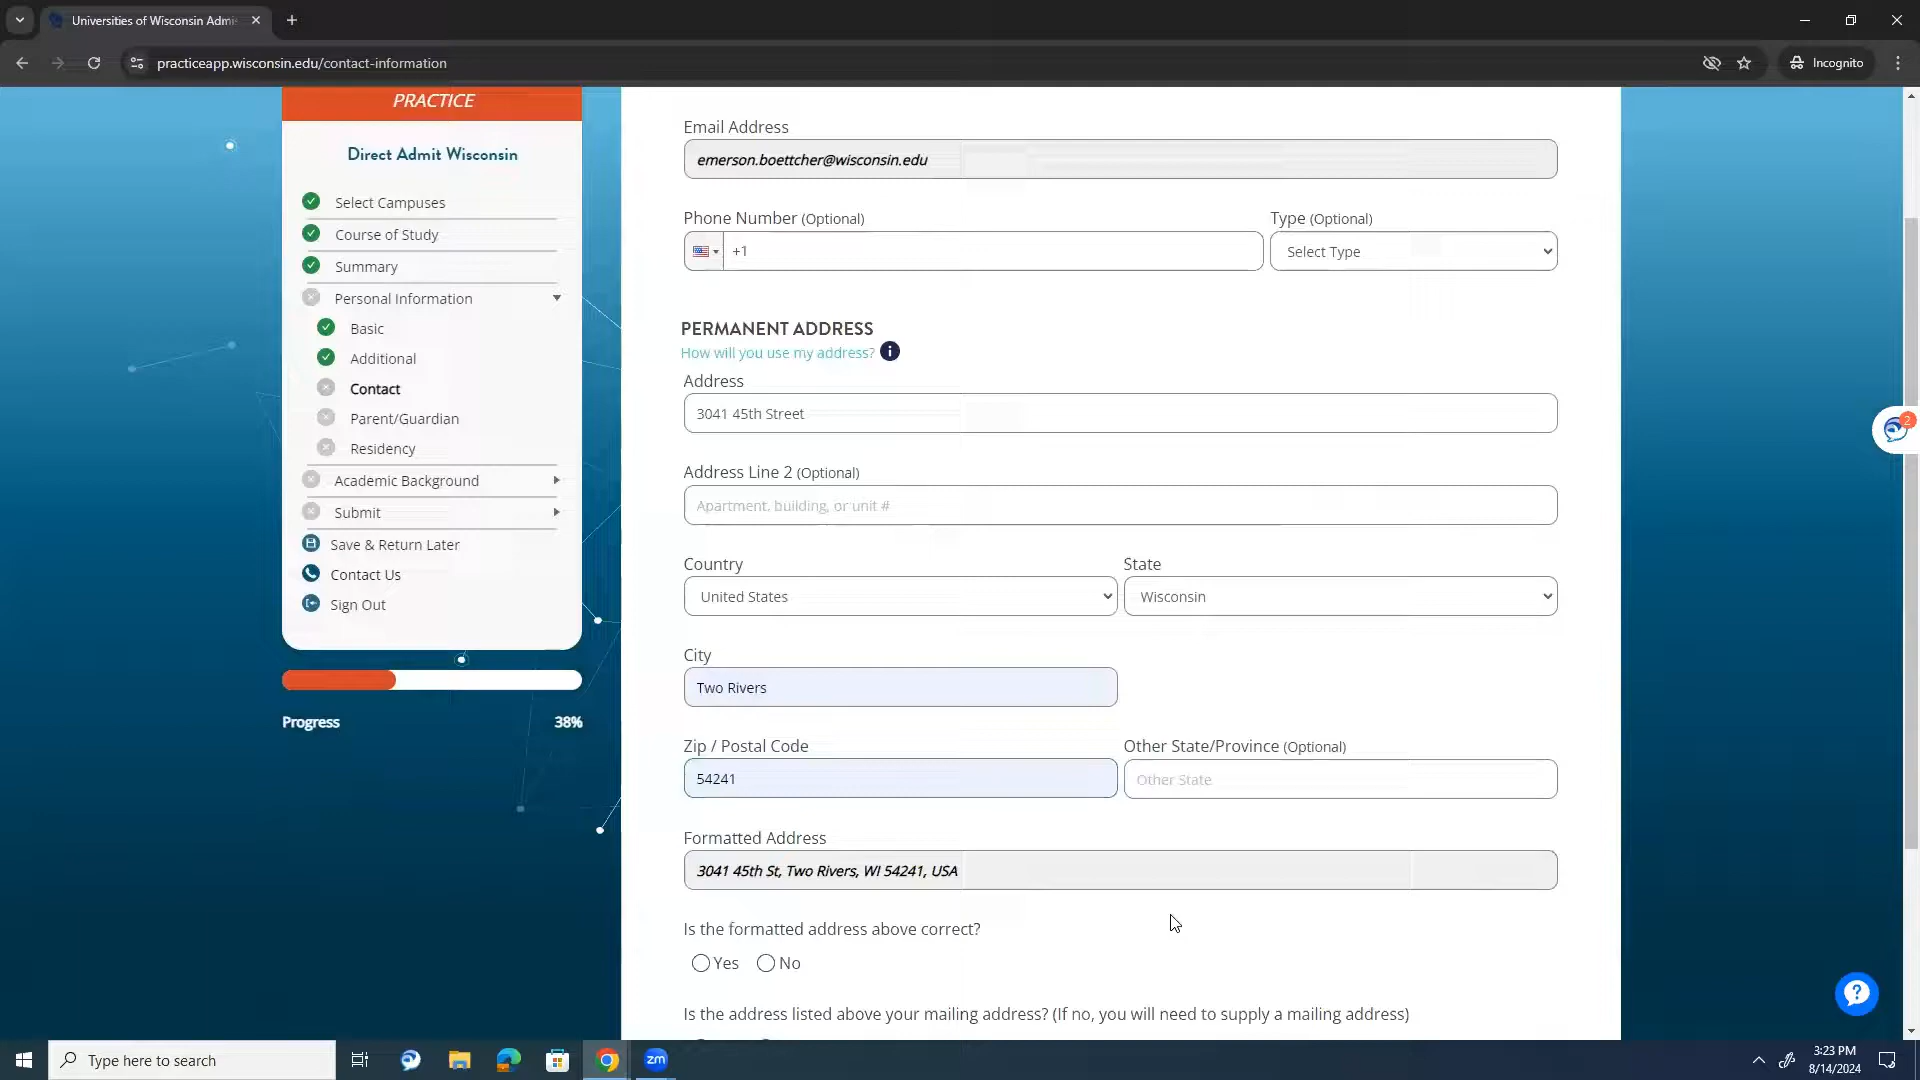 Universities of Wisconsin Admi
practiceapp.wisconsin.edu/contact-information
Incognito
PRACTICE
Direct Admit Wisconsin
Select Campuses
Course of Study
Summary
Personal Information
Basic
Additional
Contact
Parent/Guardian
Residency
Academic Background
Submit
Save & Return Later
Contact Us
Sign Out
Progress 38%
Email Address
emerson.boettcher@wisconsin.edu
Phone Number (Optional) Type (Optional)
+1 Select Type
PERMANENT ADDRESS
How will you use my address? i
Address
3041 45th Street
Address Line 2 (Optional)
Apartment, building, or unit #
Country State
United States Wisconsin
City
Two Rivers
Zip / Postal Code Other State/Province (Optional)
54241 Other State
Formatted Address
3041 45th St, Two Rivers, WI 54241, USA
Is the formatted address above correct?
Yes No
Is the address listed above your mailing address? (If no, you will need to supply a mailing address)
2
?
Type here to search
zm
3:23 PM
8/14/2024